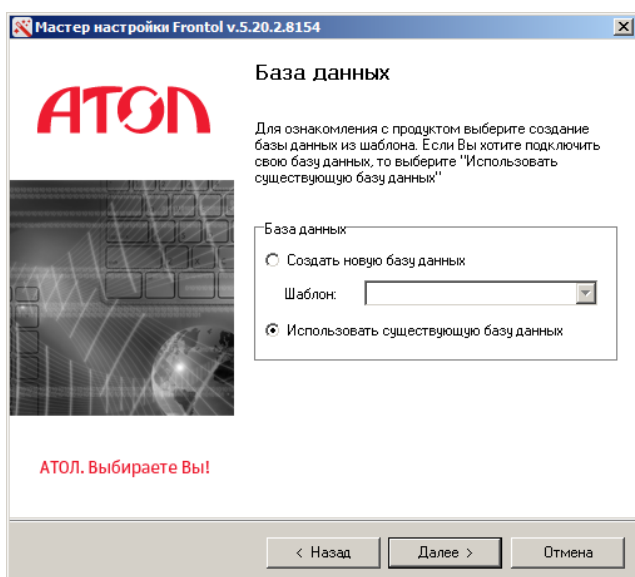 Мастер настройки Frontol v.5.20.2.8154
АТОЛ
База данных
Для ознакомления с продуктом выберите создание
базы данных из шаблона. Если Вы хотите подключить
свою базу данных, то выберите "Использовать
существующую базу данных"
База данных
Создать новую базу данных
Шаблон:
Использовать существующую базу данных
АТОЛ. Выбираете Вы!
< Назад
Далее >
Отмена